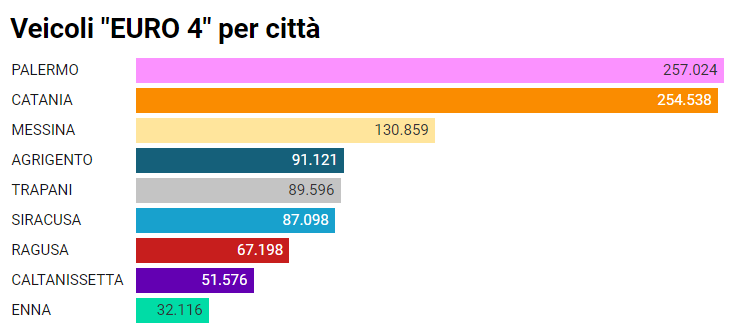 Veicoli "EURO 4" per città
PALERMO 257.024
CATANIA 254.538
MESSINA 130.859
AGRIGENTO 91.121
TRAPANI 89.596
SIRACUSA 87.098
RAGUSA 67.198
CALTANISSETTA 51.576
ENNA 32.116